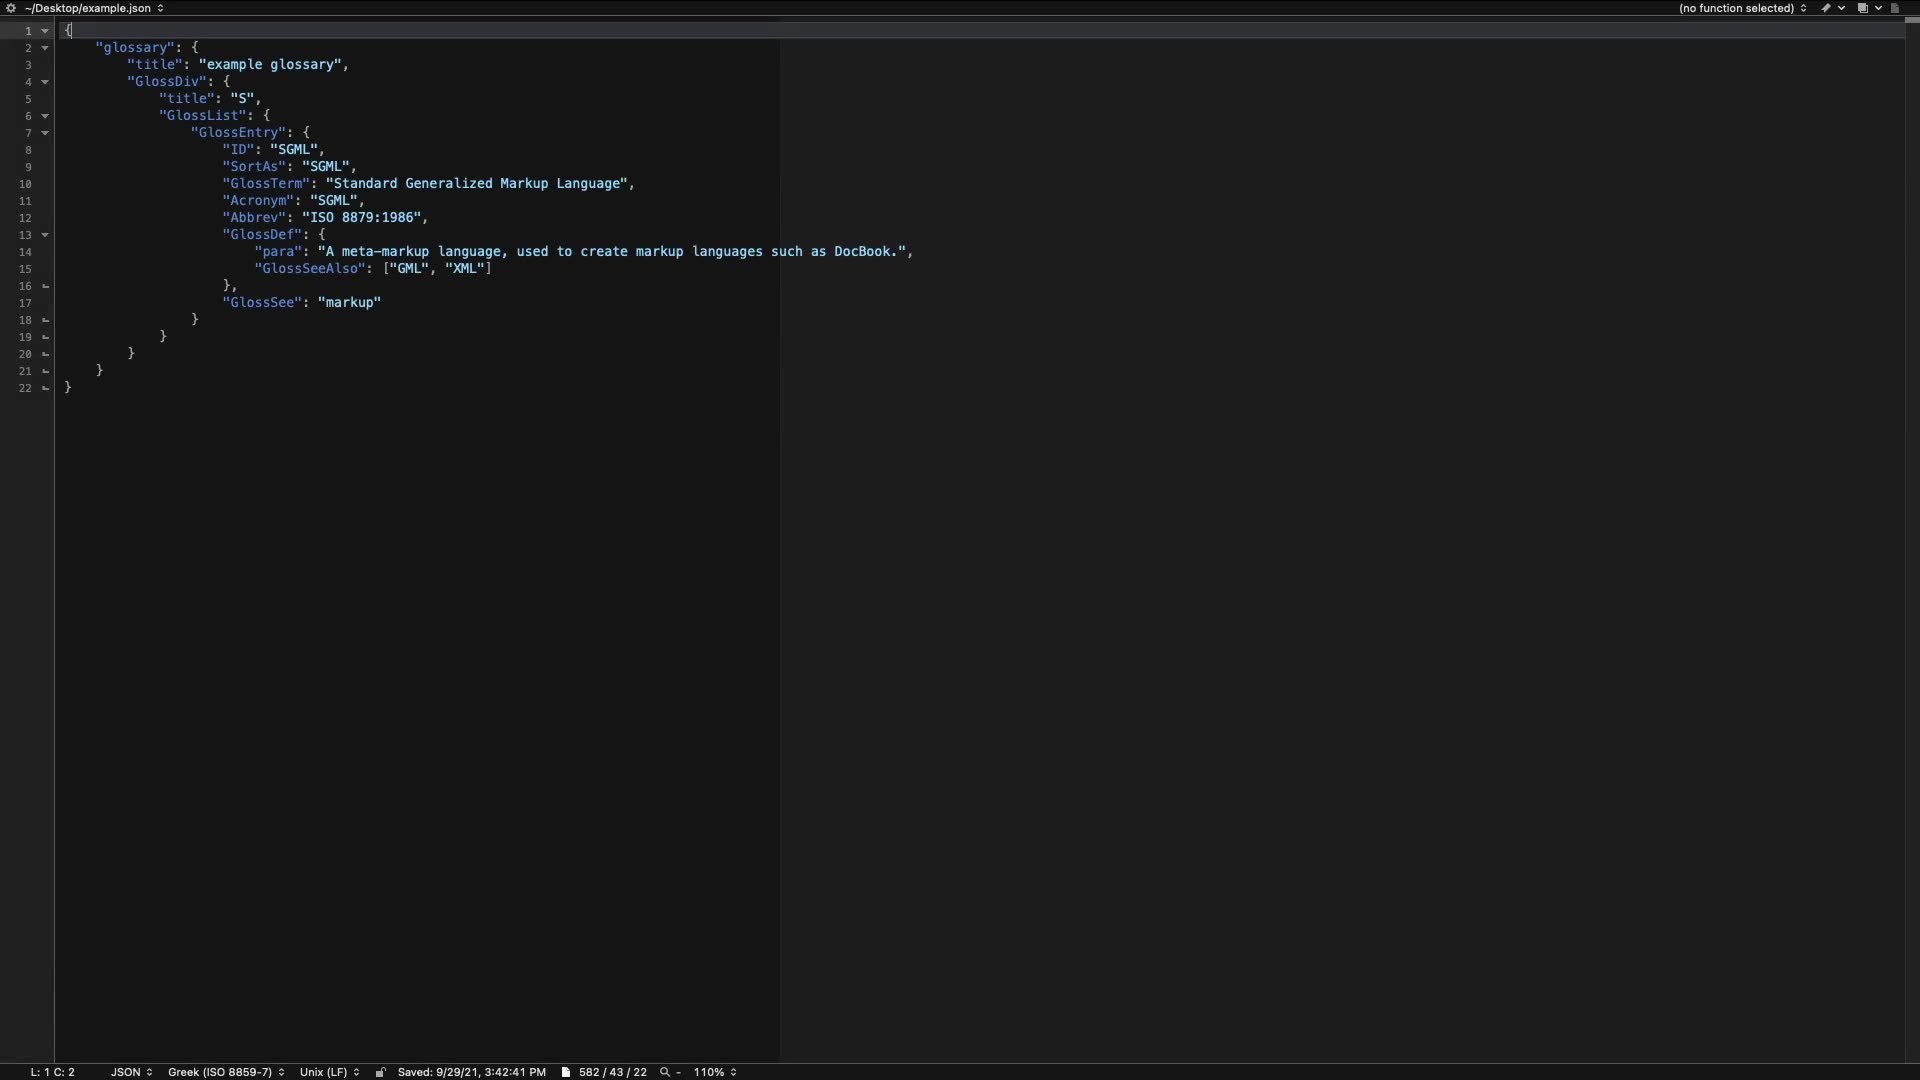 ~/Desktop/example.json
(no function selected)
1 {
2 "glossary": {
3 "title": "example glossary",
4 "GlossDiv": {
5 "title": "S",
6 "GlossList": {
7 "GlossEntry": {
8 "ID": "SGML",
9 "SortAs": "SGML",
10 "GlossTerm": "Standard Generalized Markup Language",
11 "Acronym": "SGML",
12 "Abbrev": "ISO 8879:1986",
13 "GlossDef": {
14 "para": "A meta-markup language, used to create markup languages such as DocBook.",
15 "GlossSeeAlso": ["GML", "XML"]
16 },
17 "GlossSee": "markup"
18 }
19 }
20 }
21 }
22 }
L: 1 C: 2 JSON Greek (ISO 8859-7) Unix (LF) Saved: 9/29/21, 3:42:41 PM 582 / 43 / 22 - 110%